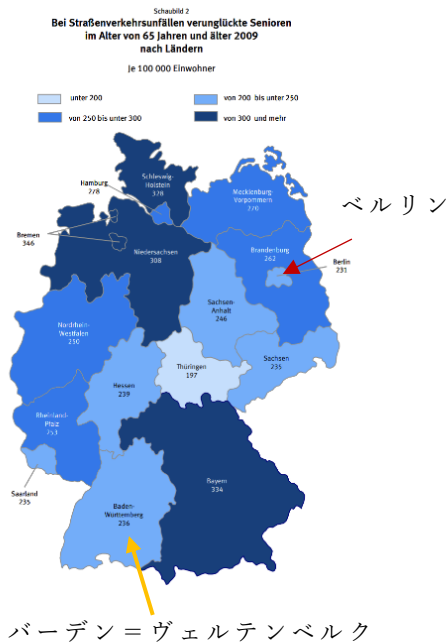 Schaubild 2
Bei Straßenverkehrsunfällen verunglückte Senioren
im Alter von 65 Jahren und älter 2009
nach Ländern
Je 100 000 Einwohner
unter 200
von 200 bis unter 250
von 250 bis unter 300
von 300 und mehr
Schleswig-
Holstein
378
Hamburg
278
Mecklenburg-
Vorpommern
270
ベルリン
Bremen
346
Niedersachsen
308
Brandenburg
262
Berlin
231
Sachsen-
Anhalt
246
Nordrhein-
Westfalen
250
Thüringen
197
Sachsen
235
Hessen
239
Rheinland-
Pfalz
253
Saarland
235
Bayern
334
Baden-
Württemberg
236
バーデン＝ヴェルテンベルク